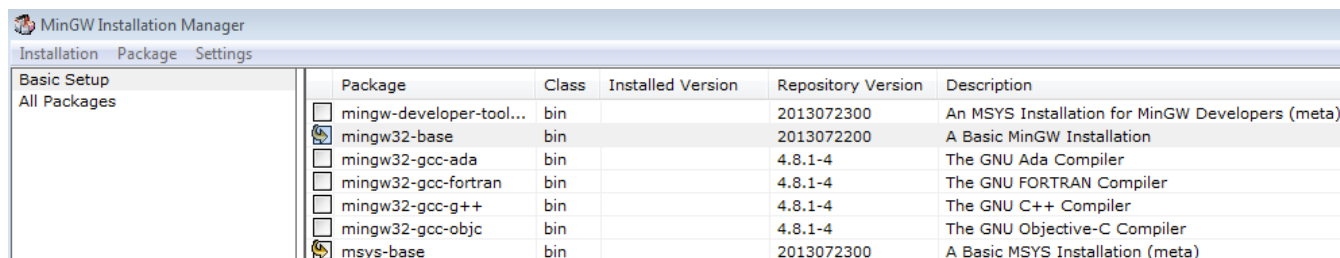 MinGW Installation Manager
Installation Package Settings
Basic Setup
All Packages
Package Class Installed Version Repository Version Description
mingw-developer-tool... bin 2013072300 An MSYS Installation for MinGW Developers (meta)
mingw32-base bin 2013072200 A Basic MinGW Installation
mingw32-gcc-ada bin 4.8.1-4 The GNU Ada Compiler
mingw32-gcc-fortran bin 4.8.1-4 The GNU FORTRAN Compiler
mingw32-gcc-g++ bin 4.8.1-4 The GNU C++ Compiler
mingw32-gcc-objc bin 4.8.1-4 The GNU Objective-C Compiler
msys-base bin 2013072300 A Basic MSYS Installation (meta)